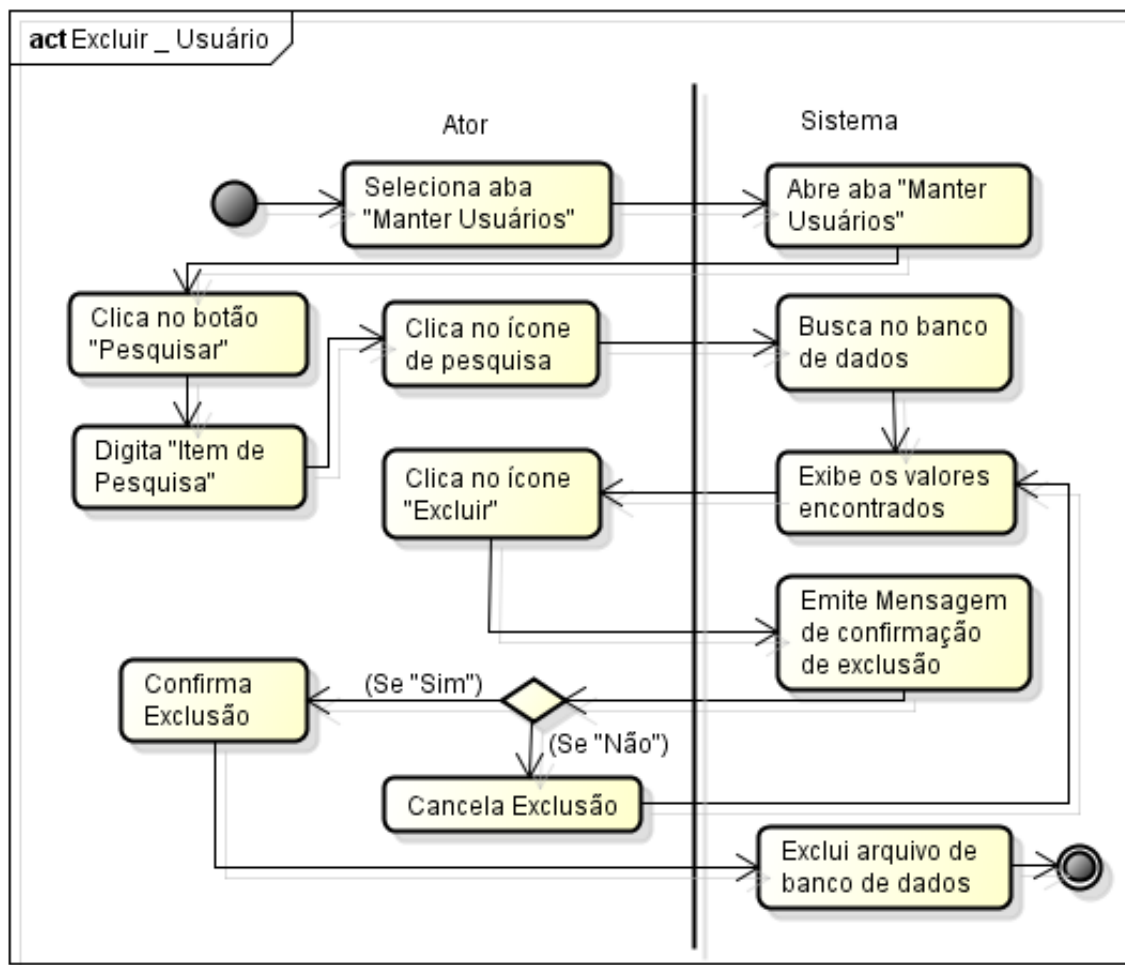 act Excluir _ Usuário
Ator
Sistema
Seleciona aba
"Manter Usuários"
Abre aba "Manter
Usuários"
Clica no botão
"Pesquisar"
Clica no ícone
de pesquisa
Busca no banco
de dados
Digita "Item de
Pesquisa"
Clica no ícone
"Excluir"
Exibe os valores
encontrados
Emite Mensagem
de confirmação
de exclusão
Confirma
Exclusão
(Se "Sim")
(Se "Não")
Cancela Exclusão
Exclui arquivo de
banco de dados